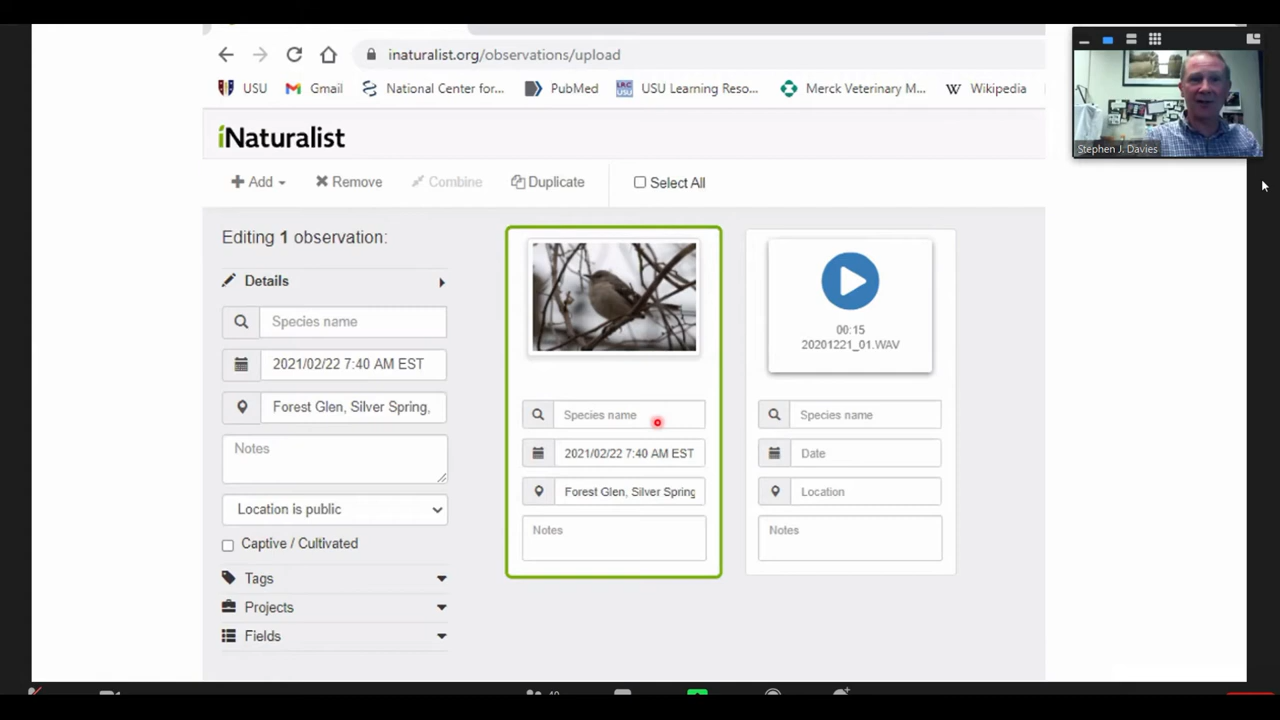 inaturalist.org/observations/upload
USU Gmail National Center for... PubMed USU Learning Reso... Merck Veterinary M... Wikipedia
Stephen J. Davies
iNaturalist
Add Remove Combine Duplicate Select All
Editing 1 observation:
Details
Species name
2021/02/22 7:40 AM EST
Forest Glen, Silver Spring,
Notes
Location is public
Captive / Cultivated
Tags
Projects
Fields
Species name
2021/02/22 7:40 AM EST
Forest Glen, Silver Spring
Notes
00:15
20201221_01.WAV
Species name
Date
Location
Notes